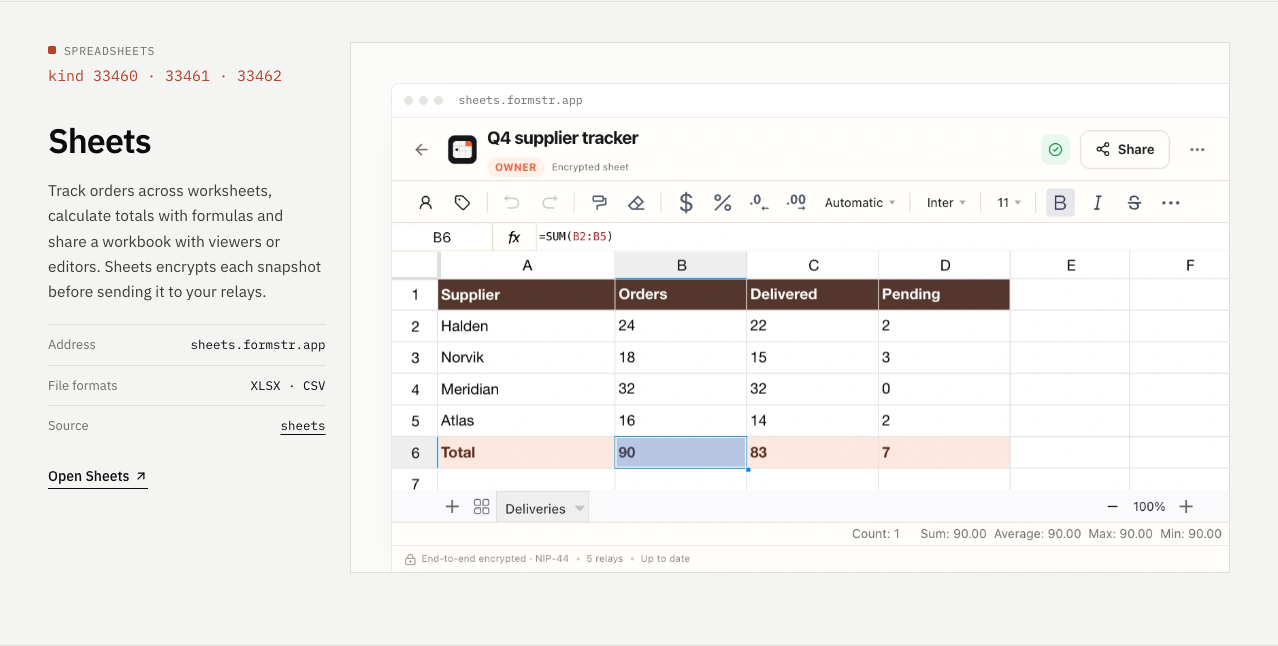 SPREADSHEETS
kind 33460 · 33461 · 33462
Sheets
Track orders across worksheets,
calculate totals with formulas and
share a workbook with viewers or
editors. Sheets encrypts each snapshot
before sending it to your relays.
Address sheets.formstr.app
File formats XLSX · CSV
Source sheets
Open Sheets ↗
sheets.formstr.app
Q4 supplier tracker
OWNER Encrypted sheet
Share
$ % .0 .00 Automatic Inter 11 B I S
B6 fx =SUM(B2:B5)
A B C D E F
1 Supplier Orders Delivered Pending
2 Halden 24 22 2
3 Norvik 18 15 3
4 Meridian 32 32 0
5 Atlas 16 14 2
6 Total 90 83 7
7
Deliveries
100%
Count: 1 Sum: 90.00 Average: 90.00 Max: 90.00 Min: 90.00
End-to-end encrypted · NIP-44 • 5 relays • Up to date